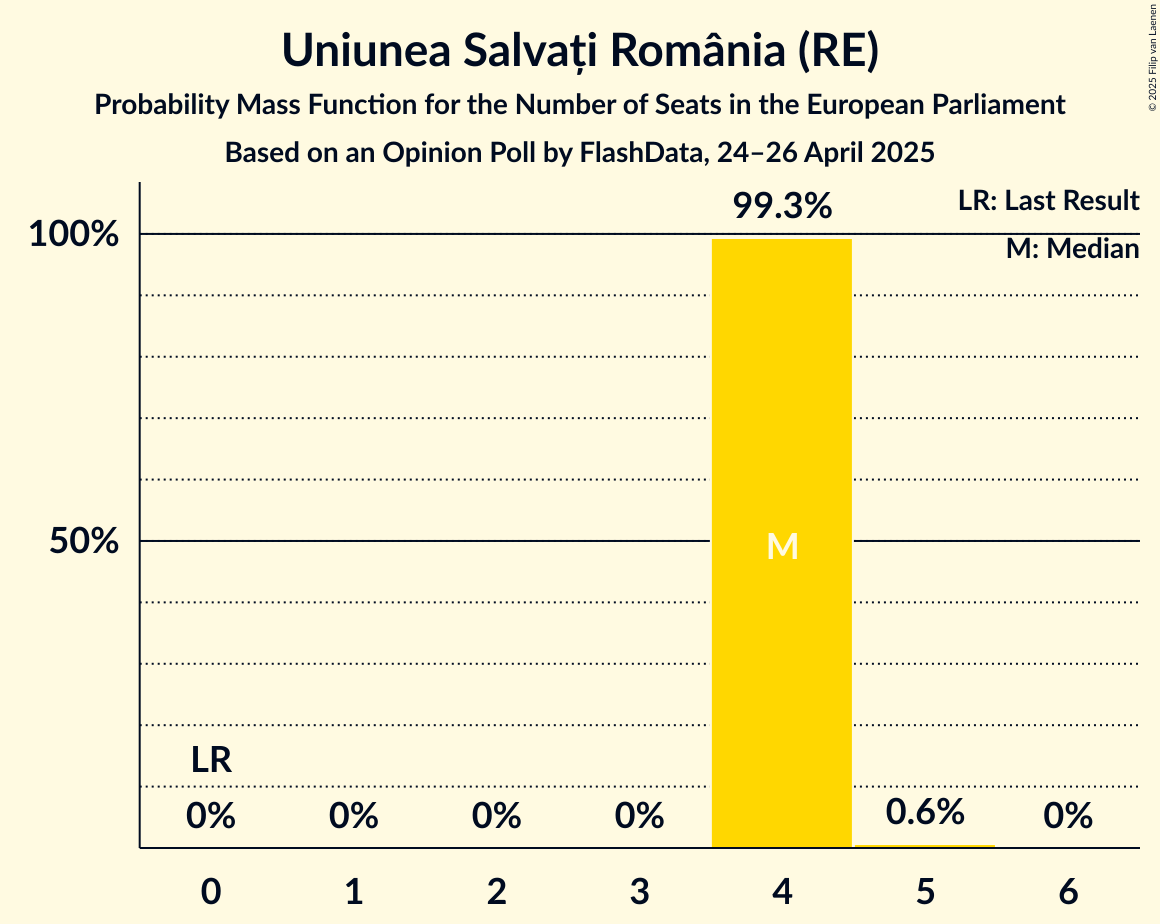 Uniunea Salvați România (RE)
Probability Mass Function for the Number of Seats in the European Parliament
Based on an Opinion Poll by FlashData, 24–26 April 2025
© 2025 Filip van Laenen
LR: Last Result
M: Median
99.3%
100%
50%
M
LR
0% 0% 0% 0% 0.6% 0%
0 1 2 3 4 5 6